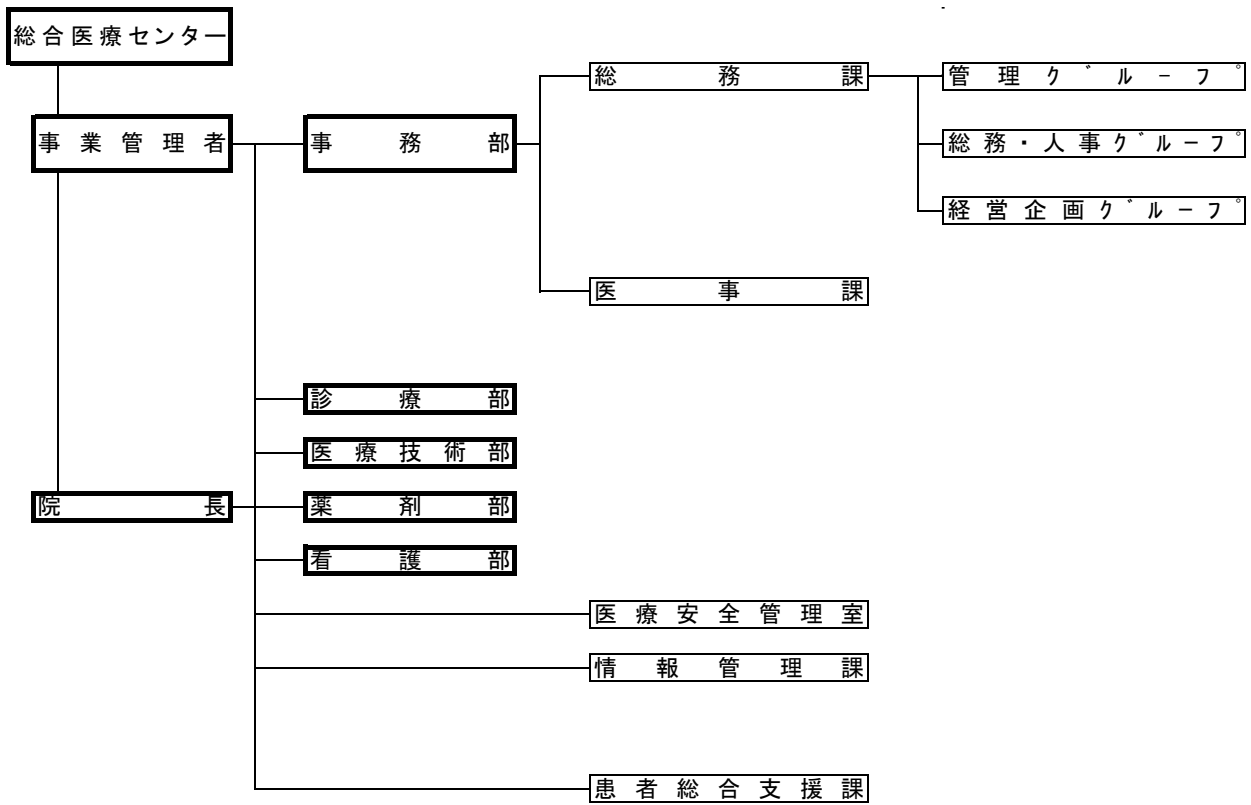 総合医療センター
総務課
管理ｸﾞﾙｰﾌﾟ
事業管理者
事務部
総務・人事ｸﾞﾙｰﾌﾟ
経営企画ｸﾞﾙｰﾌﾟ
医事課
診療部
医療技術部
院長
薬剤部
看護部
医療安全管理室
情報管理課
患者総合支援課